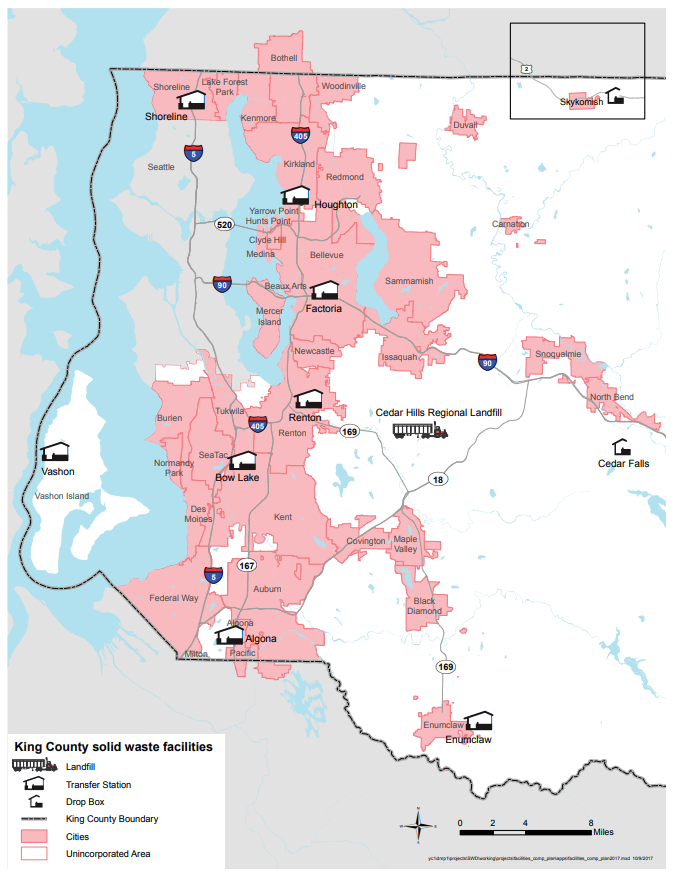 Bothell
2
Shoreline
Lake Forest
Park
Woodinville
Skykomish
Shoreline
Kenmore
Duvall
405
5
Seattle
Kirkland
Redmond
Houghton
Yarrow Point
Hunts Point
520
Carnation
Clyde Hill
Medina
Bellevue
90
Beaux Arts
Sammamish
Factoria
Mercer
Island
Newcastle
Issaquah
90
Snoqualmie
North Bend
Tukwila
Renton
Cedar Hills Regional Landfill
Burien
405
Renton
169
SeaTac
Normandy
Park
Bow Lake
Cedar Falls
Vashon
18
Vashon Island
Des
Moines
Kent
Covington
Maple
Valley
167
5
Auburn
Federal Way
Black
Diamond
Algona
Algona
Milton
Pacific
169
Enumclaw
Enumclaw
King County solid waste facilities
Landfill
Transfer Station
Drop Box
King County Boundary
Cities
Unincorporated Area
N
W
E
S
0 2 4 8
Miles